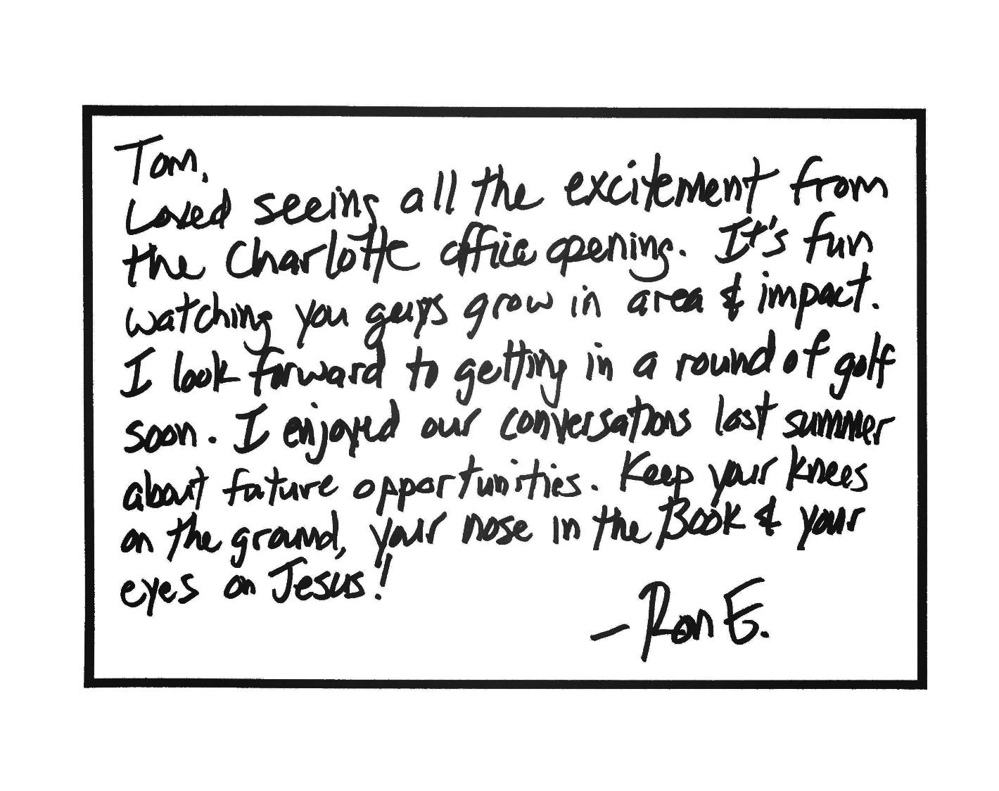 Tom,
Loved seeing all the excitement from
the Charlotte office opening. It's fun
watching you guys grow in area & impact.
I look forward to getting in a round of golf
soon. I enjoyed our conversations last summer
about future opportunities. Keep your knees
on the ground, your nose in the Book & your
eyes on Jesus!
- Ron E.